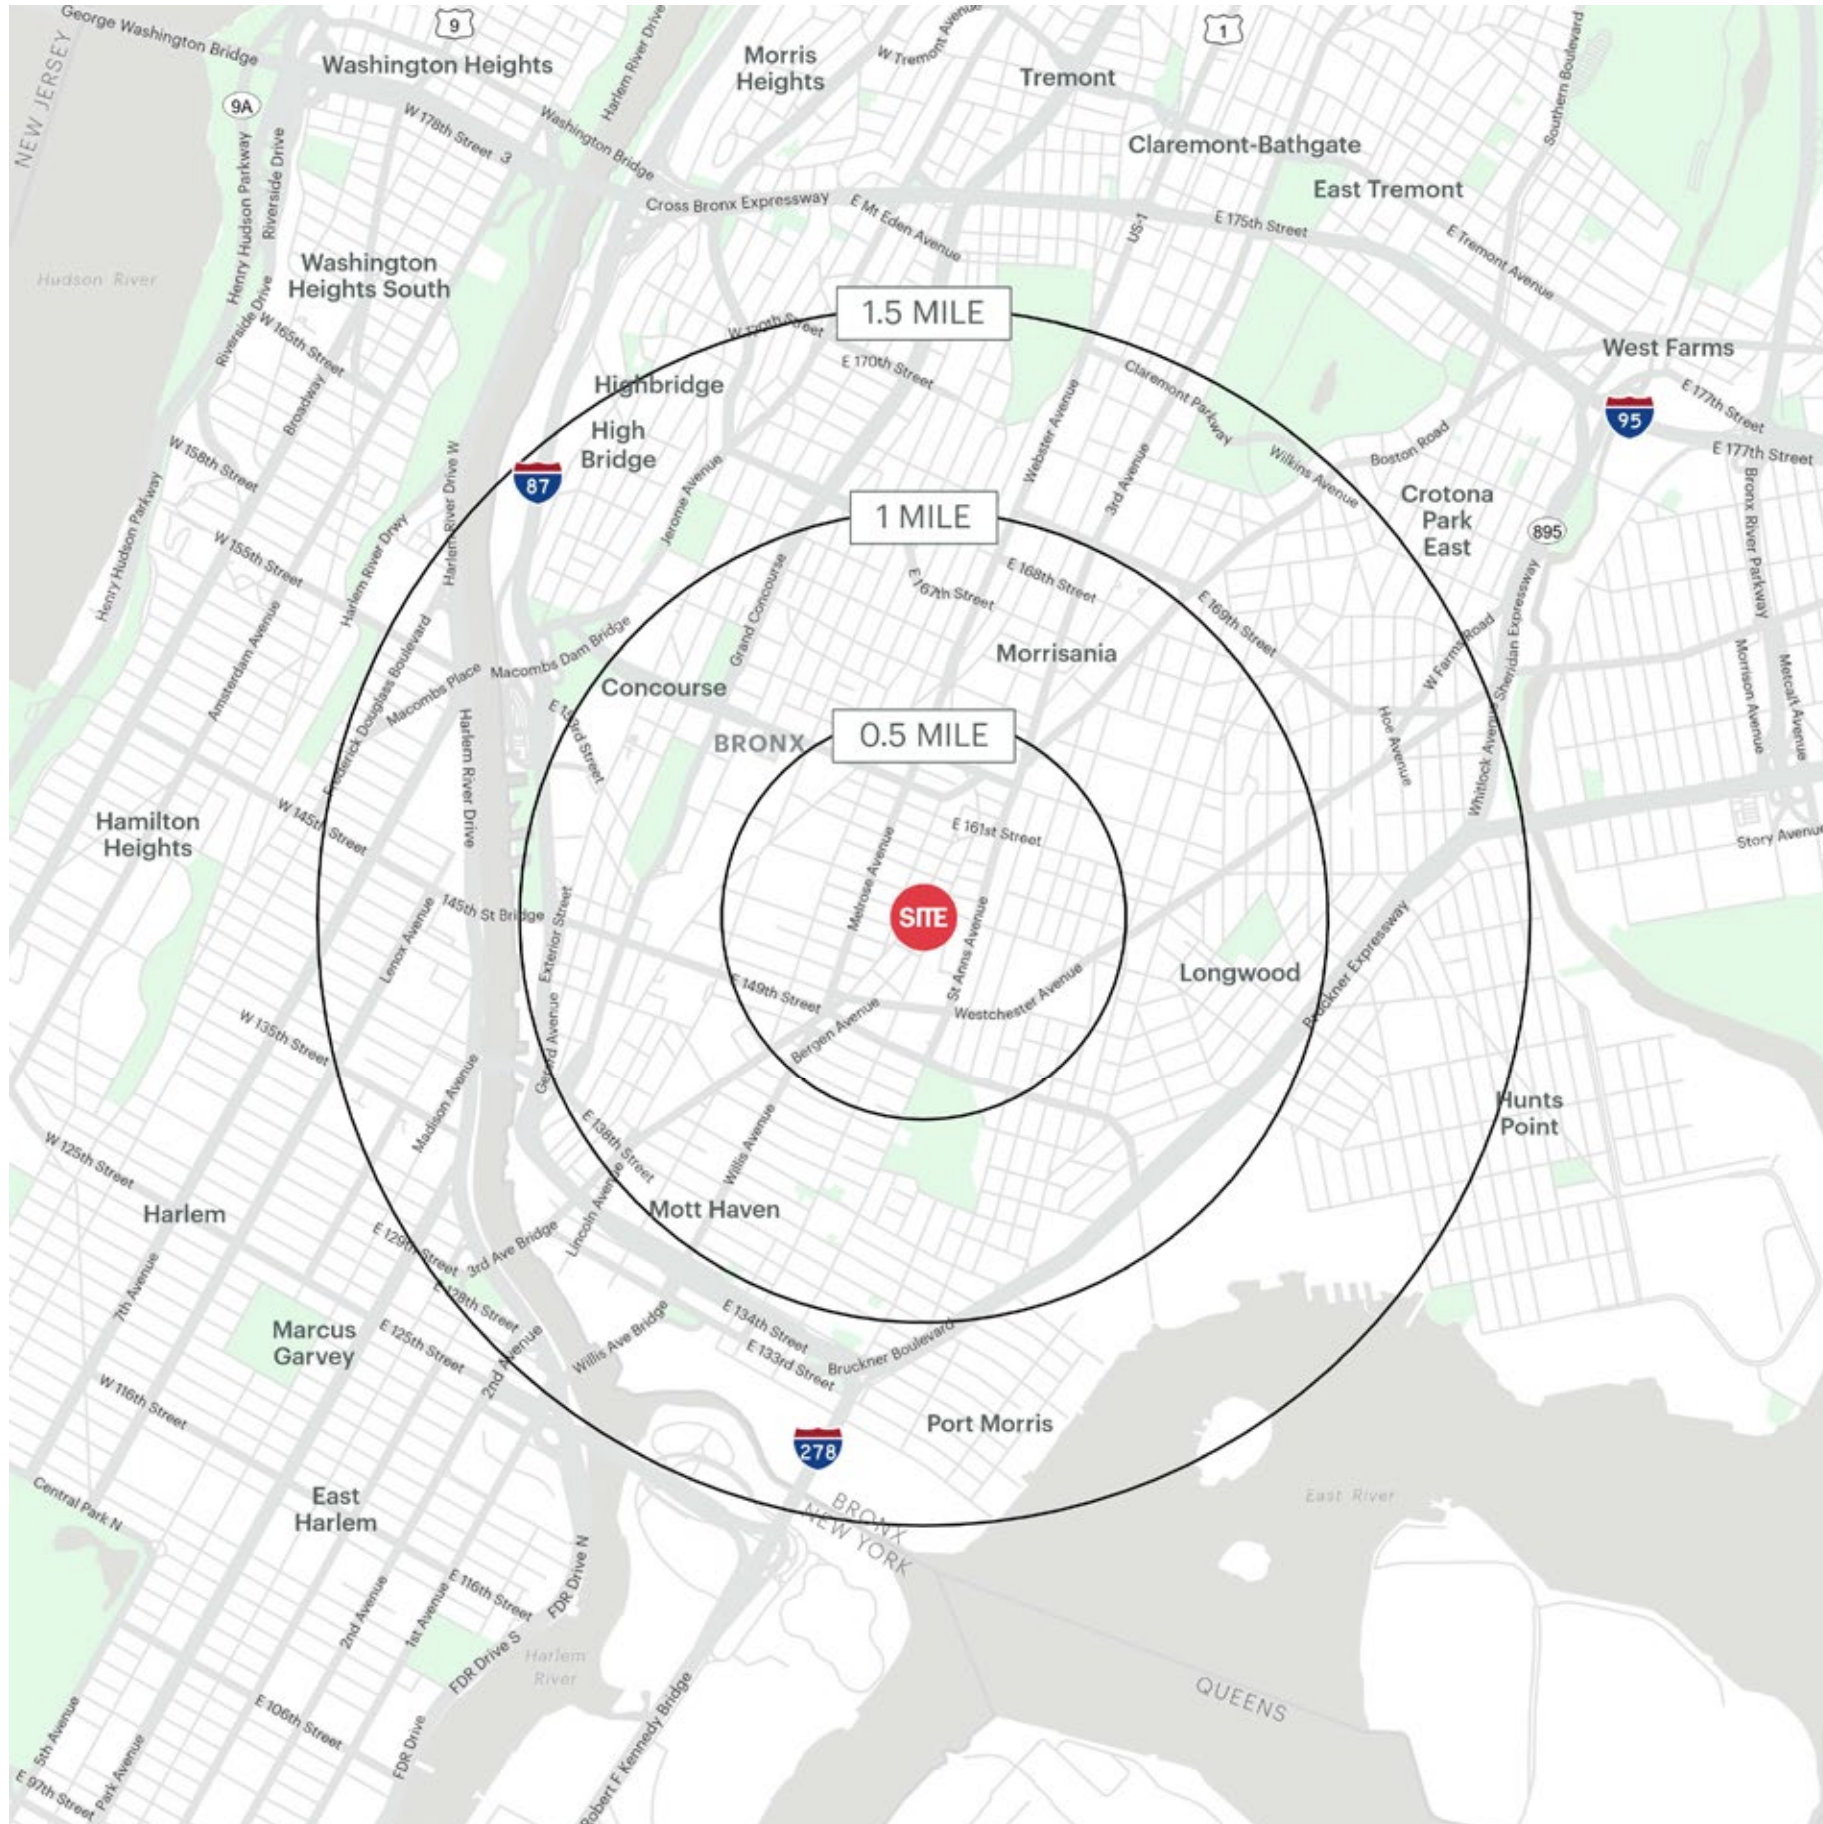 George Washington Bridge
9
Washington Heights
Harlem River Drive
Morris
Heights
W Tremont Avenue
Tremont
1
Southern Boulevard
NEW JERSEY
9A
W 178th Street
3
Washington Bridge
Claremont-Bathgate
East Tremont
Henry Hudson Parkway
Riverside Drive
Cross Bronx Expressway
E Mt Eden Avenue
US-1
E 175th Street
E Tremont Avenue
Hudson River
Washington
Heights South
Riverside Drive
W 165th Street
Broadway
1.5 MILE
W 170th Street
E 170th Street
Highbridge
High
Bridge
87
Jerome Avenue
Webster Avenue
3rd Avenue
Claremont Parkway
Wilkins Avenue
Boston Road
West Farms
95
E 177th Street
E 177th Street
Bronx River Parkway
Crotona
Park
East
895
W 158th Street
Henry Hudson Parkway
W 155th Street
Harlem River Drive W
Harlem River Drwy
Amsterdam Avenue
Frederick Douglass Boulevard
Macombs Place
Macombs Dam Bridge
1 MILE
Grand Concourse
E 167th Street
E 168th Street
E 169th Street
Morrisania
Concourse
W Farms Road
Sheridan Expressway
Morrison Avenue
Metcalf Avenue
Hoe Avenue
Whitlock Avenue
E 153rd Street
BRONX
0.5 MILE
Harlem River Drive
Hamilton
Heights
W 145th Street
E 161st Street
Melrose Avenue
Story Avenue
145th St Bridge
Lenox Avenue
Exterior Street
SITE
St Anns Avenue
Longwood
Bruckner Expressway
E 149th Street
Westchester Avenue
Bergen Avenue
Gerard Avenue
W 135th Street
Madison Avenue
Hunts
Point
W 125th Street
E 138th Street
Willis Avenue
Lincoln Avenue
Mott Haven
Harlem
E 129th Street
3rd Ave Bridge
7th Avenue
E 128th Street
Marcus
Garvey
E 125th Street
2nd Avenue
Willis Ave Bridge
E 134th Street
E 133rd Street
Bruckner Boulevard
W 116th Street
Port Morris
278
Central Park N
East
Harlem
BRONX
NEW YORK
East River
E 116th Street
FDR Drive N
2nd Avenue
1st Avenue
FDR Drive S
Harlem
River
QUEENS
E 106th Street
5th Avenue
Park Avenue
FDR Drive
Robert F Kennedy Bridge
E 97th Street